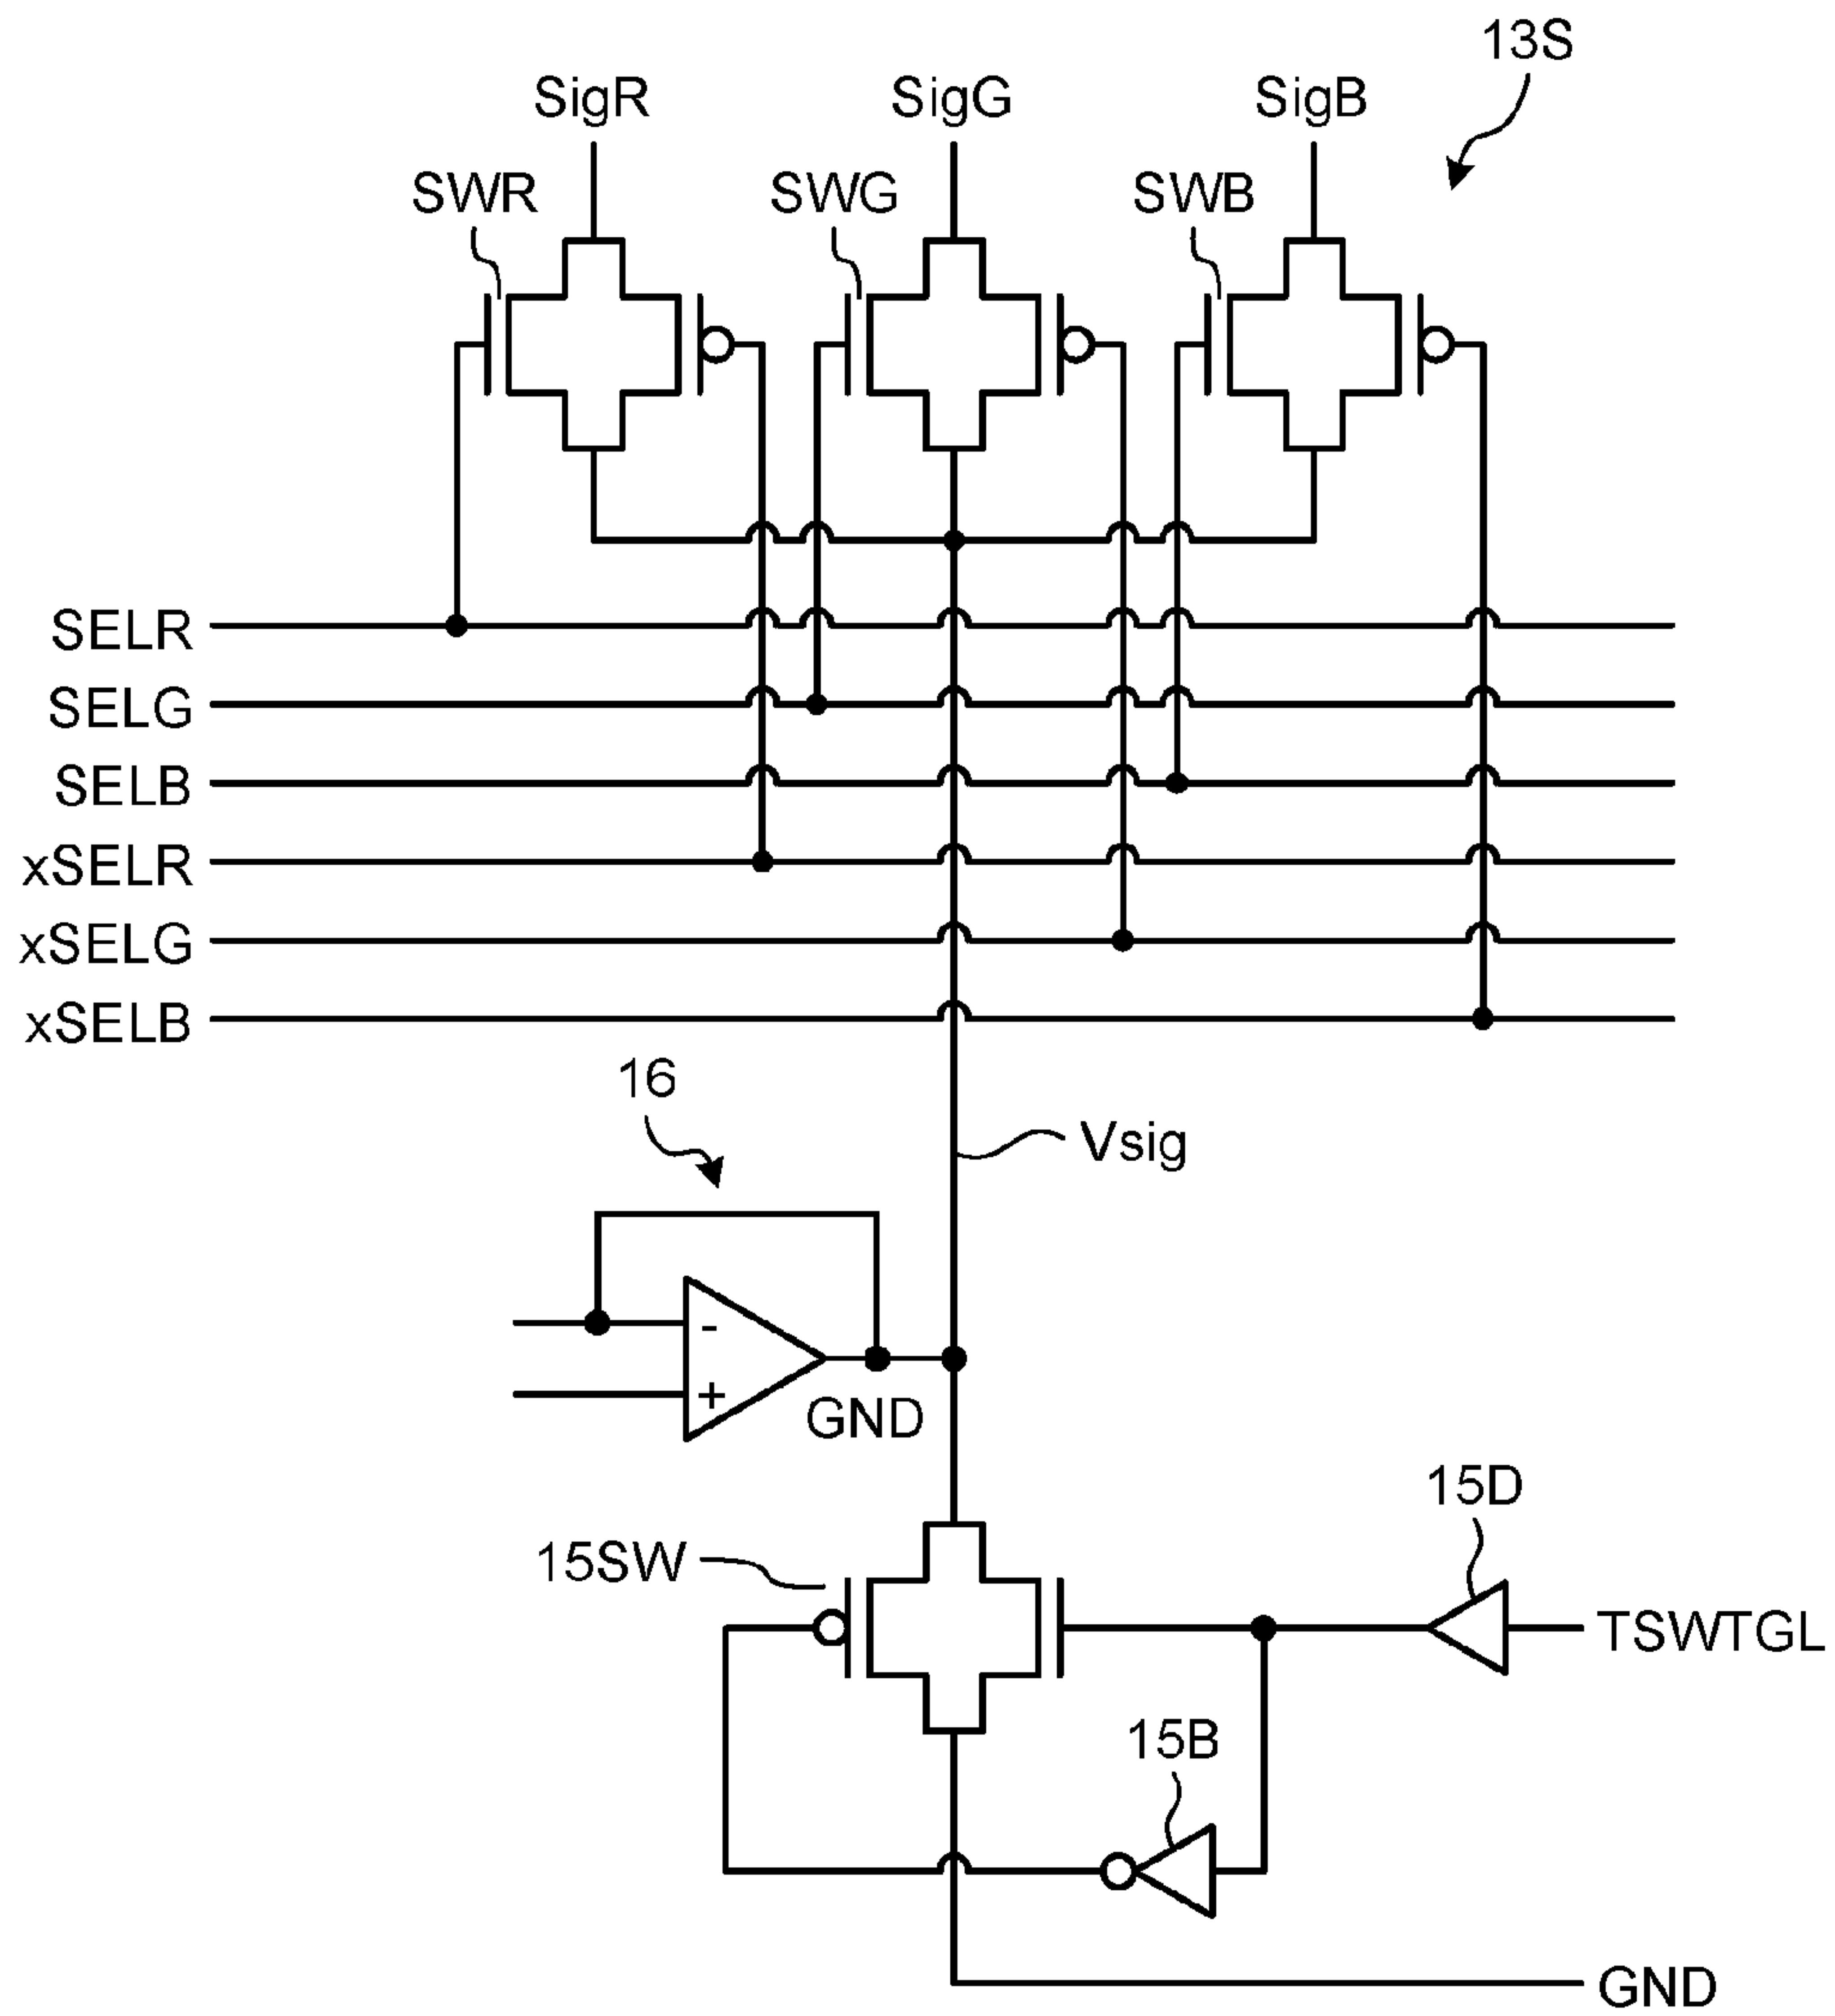 13S
SigR SigG SigB
SWR SWG SWB
SELR
SELG
SELB
xSELR
xSELG
xSELB
16
Vsig
-
+
GND
15D
15SW
TSWTGL
15B
GND